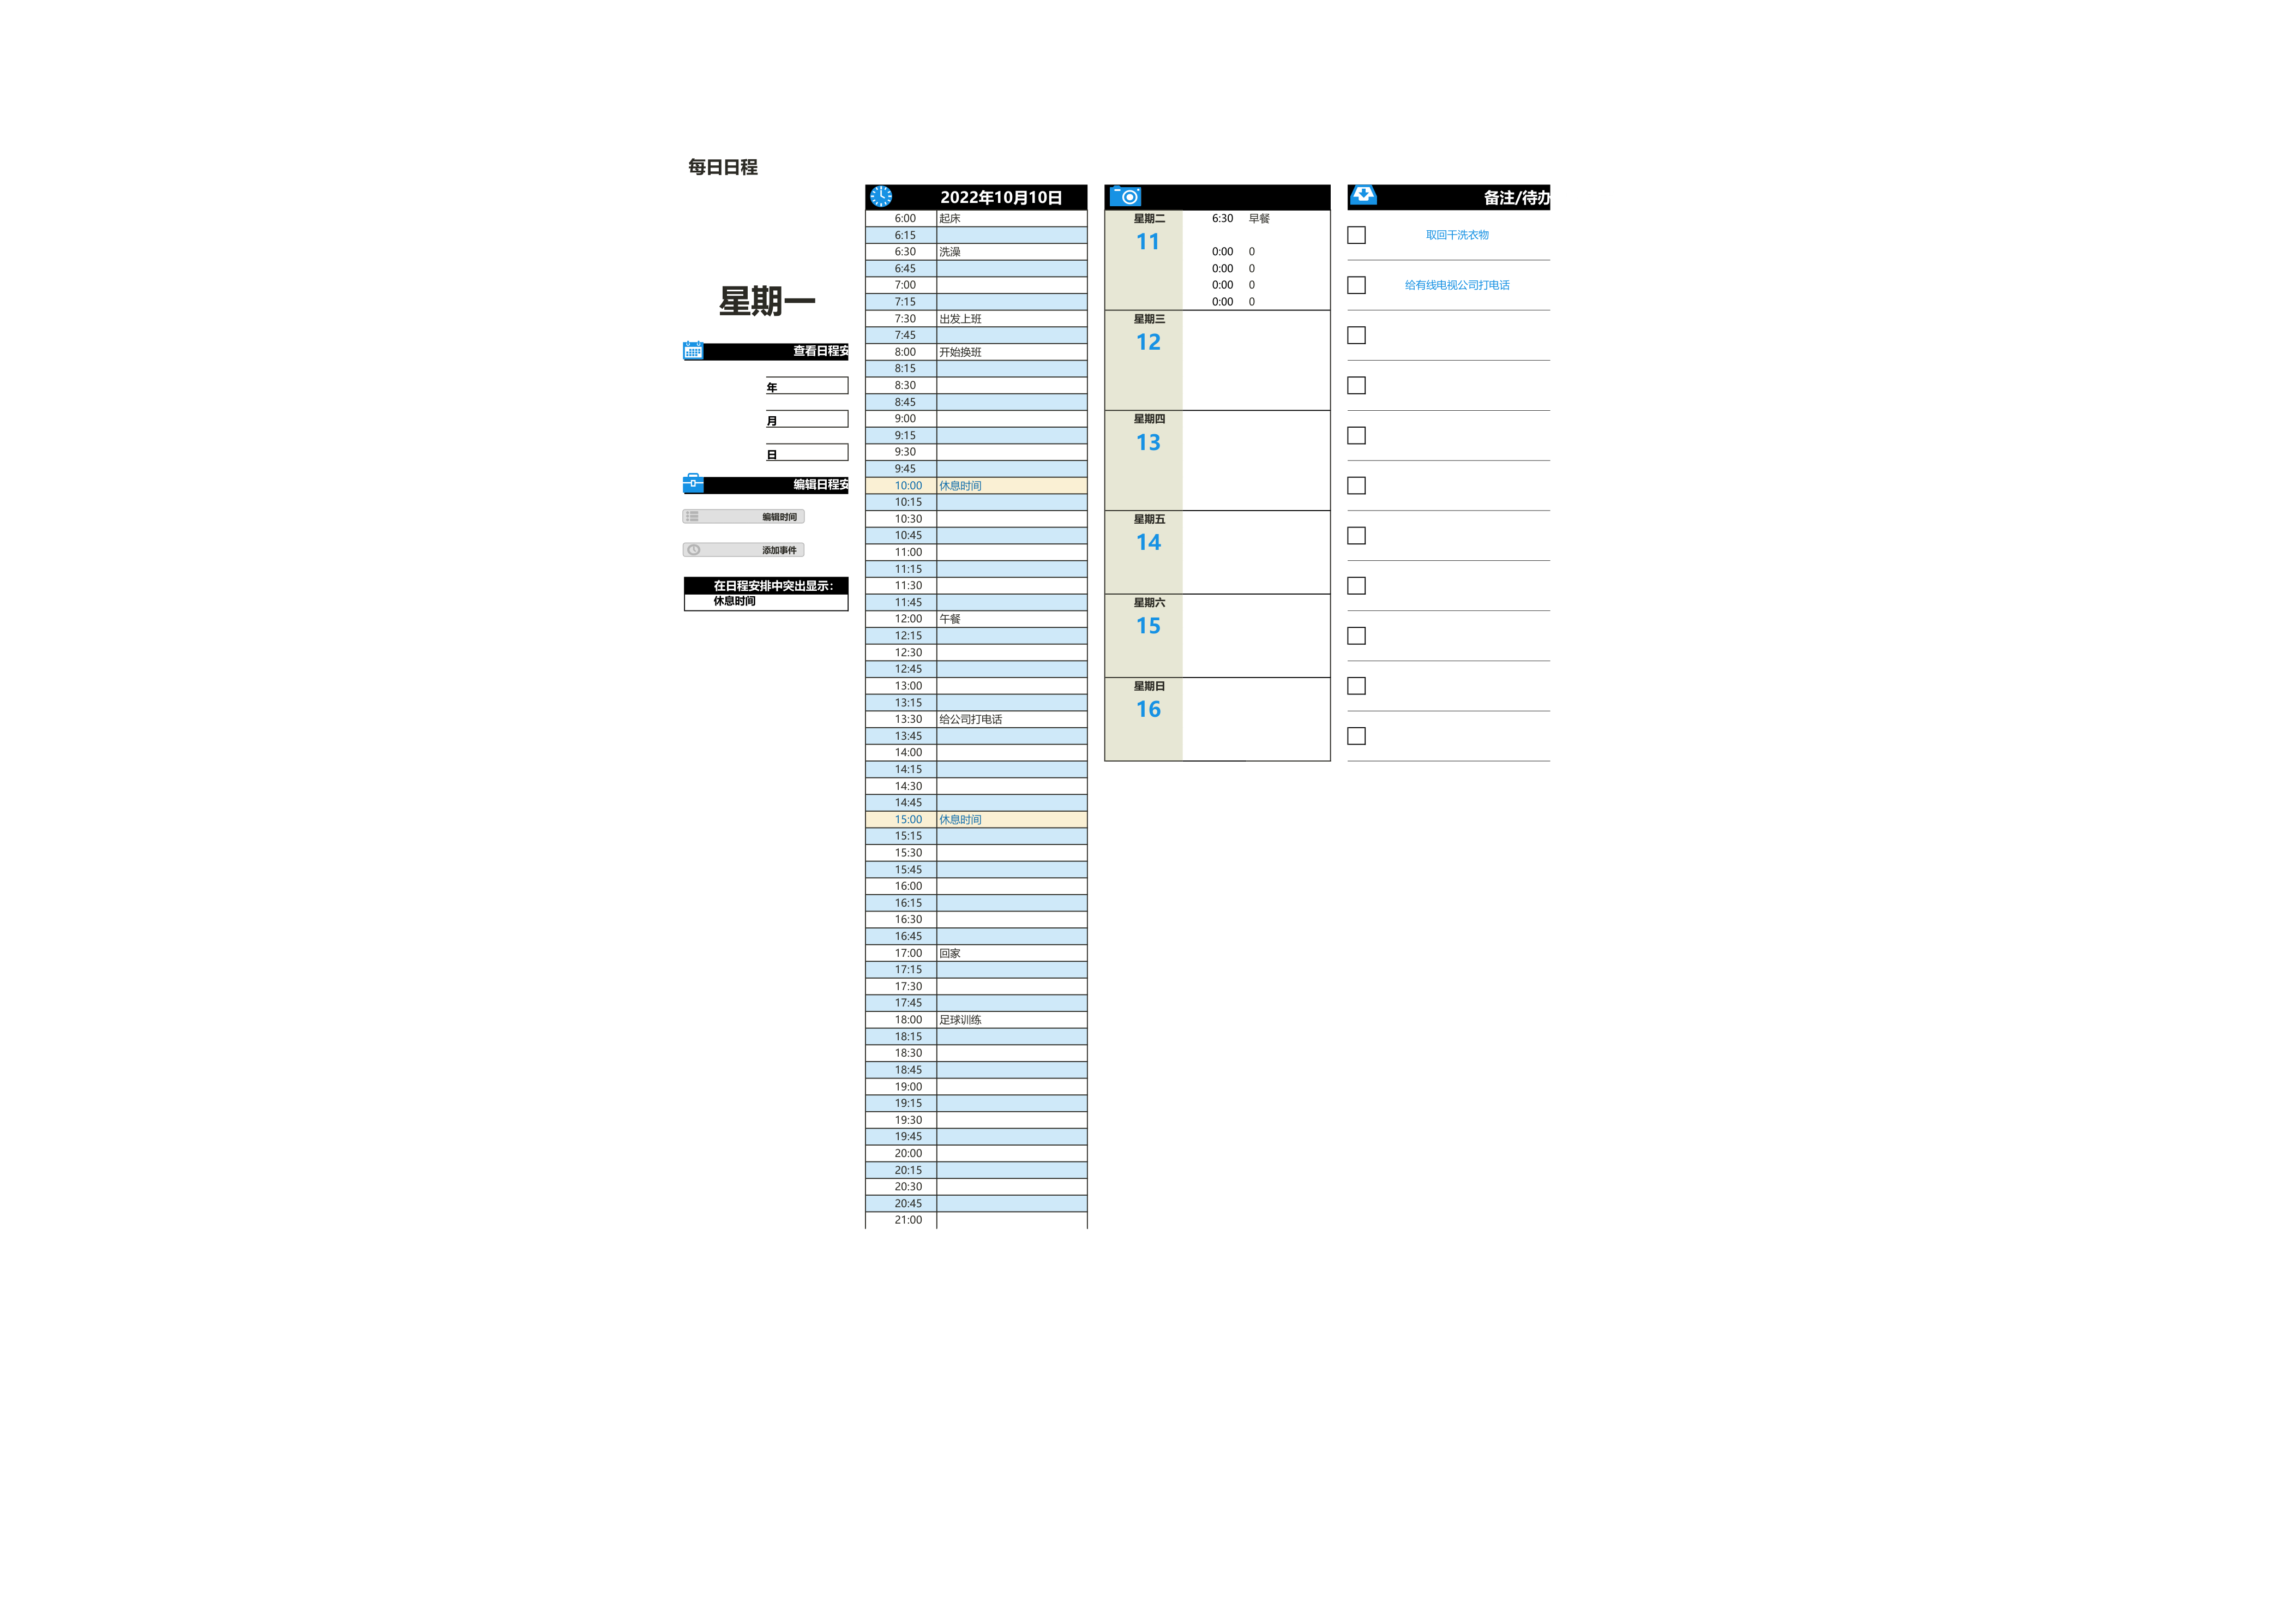 每日日程
星期一
查看日程安
年
月
日
编辑日程安
编辑时间
添加事件
在日程安排中突出显示：
休息时间
2022年10月10日
6:00 起床
6:15
6:30 洗澡
6:45
7:00
7:15
7:30 出发上班
7:45
8:00 开始换班
8:15
8:30
8:45
9:00
9:15
9:30
9:45
10:00 休息时间
10:15
10:30
10:45
11:00
11:15
11:30
11:45
12:00 午餐
12:15
12:30
12:45
13:00
13:15
13:30 给公司打电话
13:45
14:00
14:15
14:30
14:45
15:00 休息时间
15:15
15:30
15:45
16:00
16:15
16:30
16:45
17:00 回家
17:15
17:30
17:45
18:00 足球训练
18:15
18:30
18:45
19:00
19:15
19:30
19:45
20:00
20:15
20:30
20:45
21:00
星期二 6:30 早餐
11
0:00 0
0:00 0
0:00 0
0:00 0
星期三
12
星期四
13
星期五
14
星期六
15
星期日
16
备注/待办
取回干洗衣物
给有线电视公司打电话